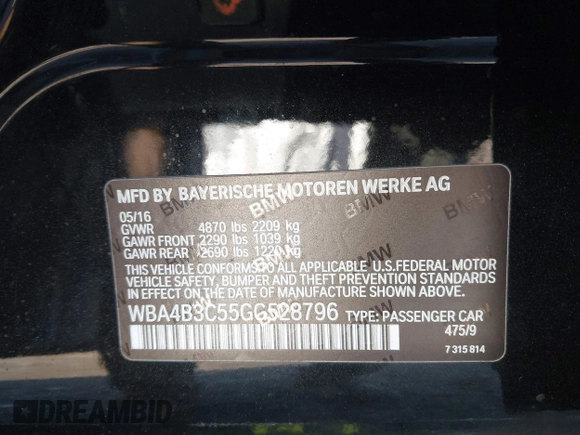 MFD BY BAYERISCHE MOTOREN WERKE AG
05/16
GVWR 4870 lbs 2209 kg
GAWR FRONT 2290 lbs 1039 kg
GAWR REAR 2690 lbs 1220 kg
THIS VEHICLE CONFORMS TO ALL APPLICABLE U.S.FEDERAL MOTOR
VEHICLE SAFETY, BUMPER AND THEFT PREVENTION STANDARDS
IN EFFECT ON THE DATE OF MANUFACTURE SHOWN ABOVE.
WBA4B3C55GG528796 TYPE: PASSENGER CAR
475/9
7 315 814
DREAMBID